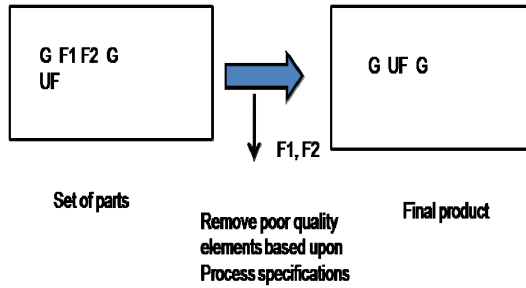 G F1 F2 G
UF
G UF G
F1, F2
Set of parts
Remove poor quality
elements based upon
Process specifications
Final product